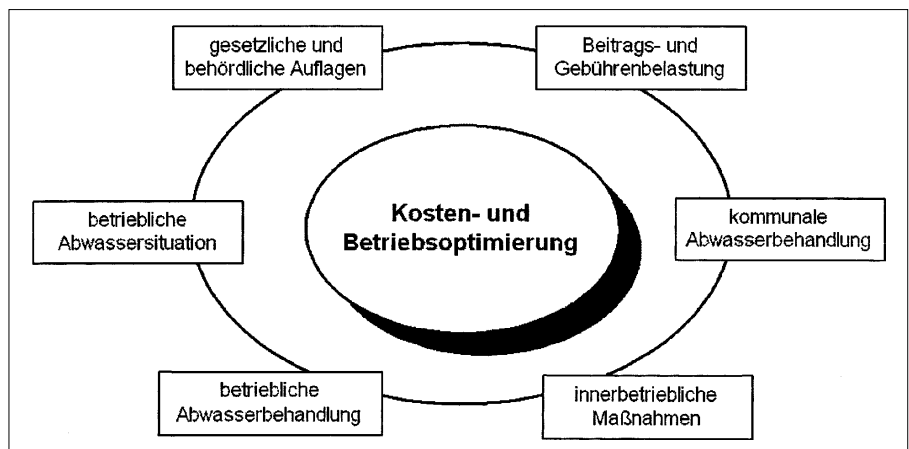 gesetzliche und
behördliche Auflagen
Beitrags- und
Gebührenbelastung
betriebliche
Abwassersituation
Kosten- und
Betriebsoptimierung
kommunale
Abwasserbehandlung
betriebliche
Abwasserbehandlung
innerbetriebliche
Maßnahmen